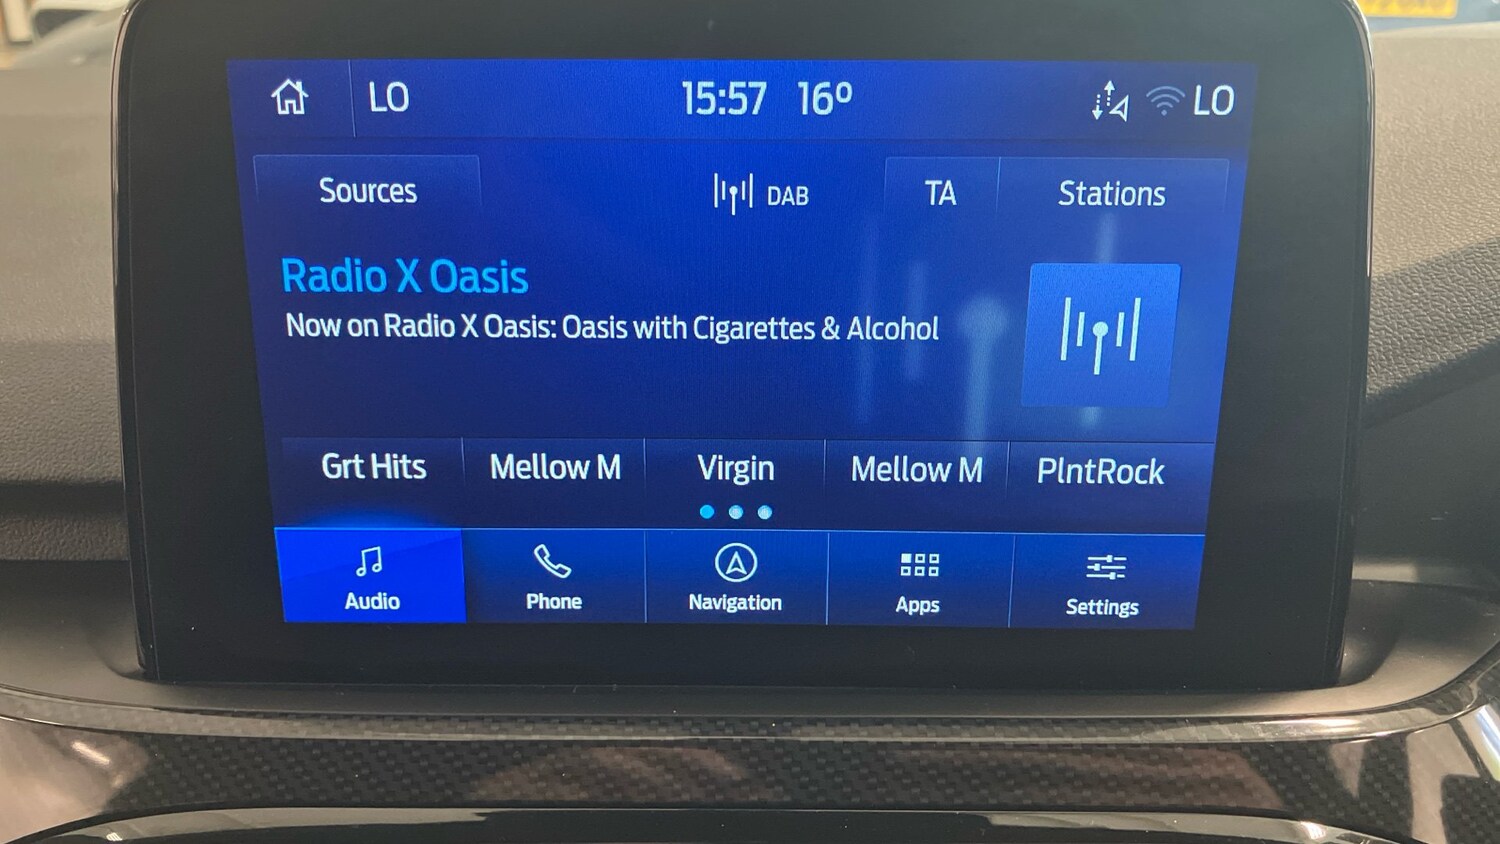 LO 15:57 16º LO
Sources DAB TA Stations
Radio X Oasis
Now on Radio X Oasis: Oasis with Cigarettes & Alcohol
Grt Hits Mellow M Virgin Mellow M PlntRock
Audio Phone Navigation Apps Settings